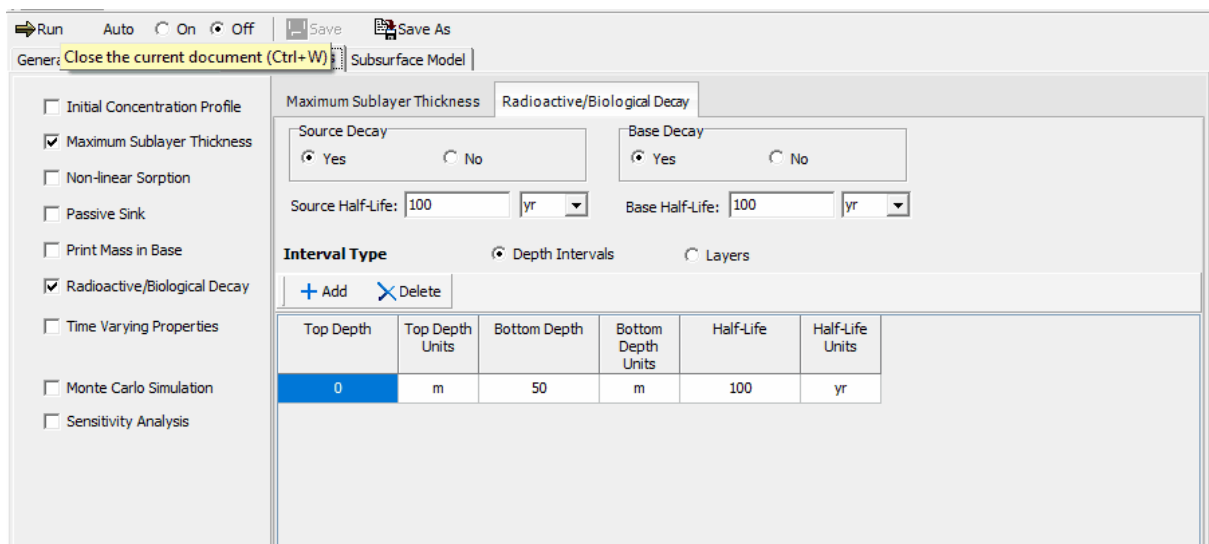 Run Auto On Off Save Save As
Genera Close the current document (Ctrl+W) s Subsurface Model
Initial Concentration Profile
Maximum Sublayer Thickness
Non-linear Sorption
Passive Sink
Print Mass in Base
Radioactive/Biological Decay
Time Varying Properties
Monte Carlo Simulation
Sensitivity Analysis
Maximum Sublayer Thickness Radioactive/Biological Decay
Source Decay Base Decay
Yes No Yes No
Source Half-Life: 100 yr Base Half-Life: 100 yr
Interval Type Depth Intervals Layers
Add Delete
Top Depth Top Depth Units Bottom Depth Bottom Depth Units Half-Life Half-Life Units
0 m 50 m 100 yr